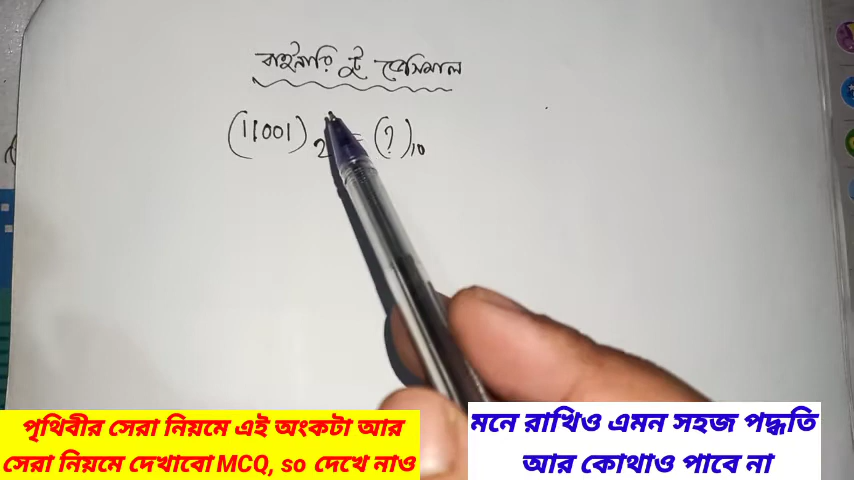 বাইনারি টু ডেসিমাল
(11001)₂ = (?)₁₀
পৃথিবীর সেরা নিয়মে এই অংকটা আর
সেরা নিয়মে দেখাবো MCQ, so দেখে নাও
মনে রাখিও এমন সহজ পদ্ধতি
আর কোথাও পাবে না